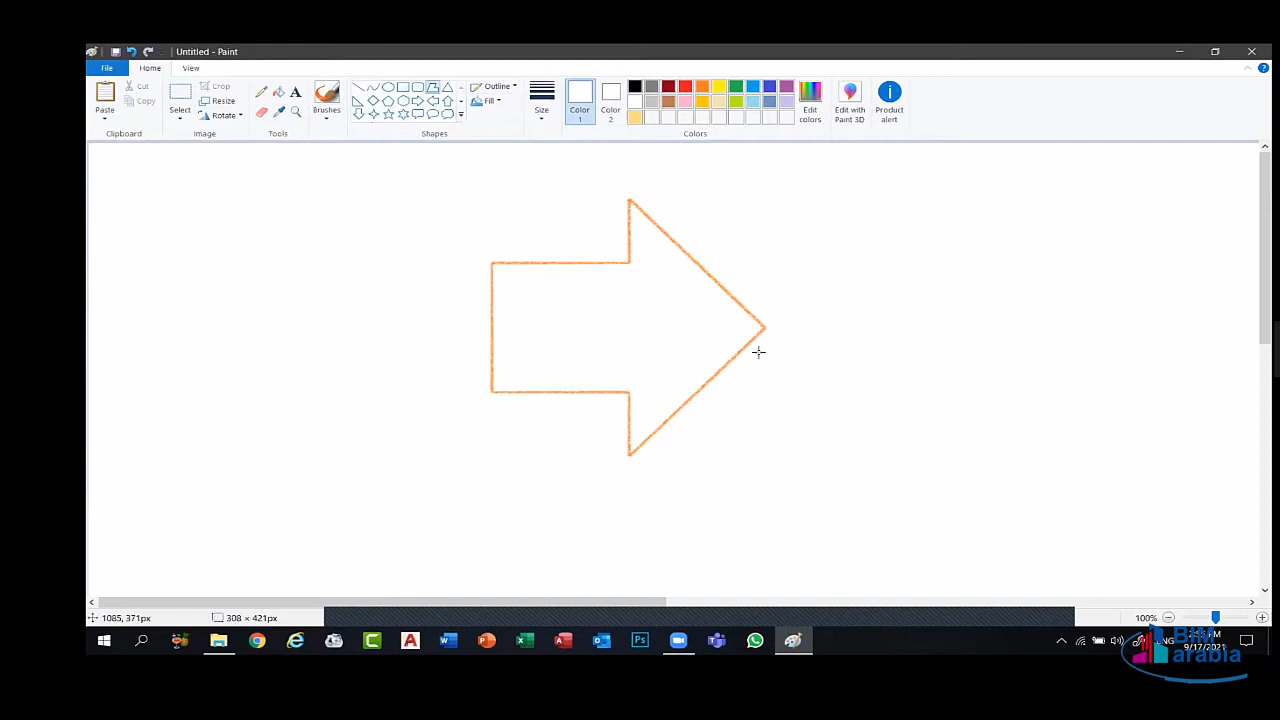 Untitled - Paint
File
Home
View
Paste
Cut
Copy
Clipboard
Select
Crop
Resize
Rotate
Image
A
Tools
Brushes
Outline
Fill
Shapes
Size
Color
1
Color
2
Edit
colors
Colors
Edit with
Paint 3D
Product
alert
1085, 371px
308 × 421px
100%
Ps
9/17/2021
BIM
arabia